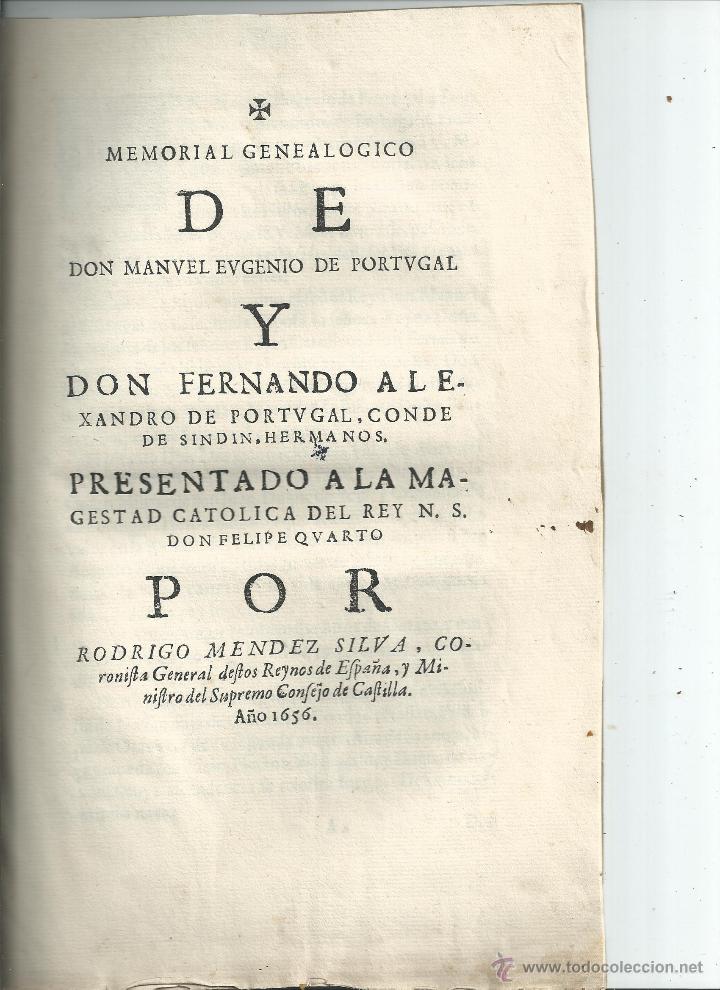 ✠
MEMORIAL GENEALOGICO
DE
DON MANVEL EVGENIO DE PORTVGAL
Y
DON FERNANDO ALE-
XANDRO DE PORTVGAL, CONDE
DE SINDIN, HERMANOS.
PRESENTADO A LA MA-
GESTAD CATOLICA DEL REY N. S.
DON FELIPE QVARTO
POR
RODRIGO MENDEZ SILVA, CO-
roniſta General deſtos Reynos de Eſpaña, y Mi-
niſtro del Supremo Conſejo de Caſtilla.
Año 1656.
www.todocoleccion.net